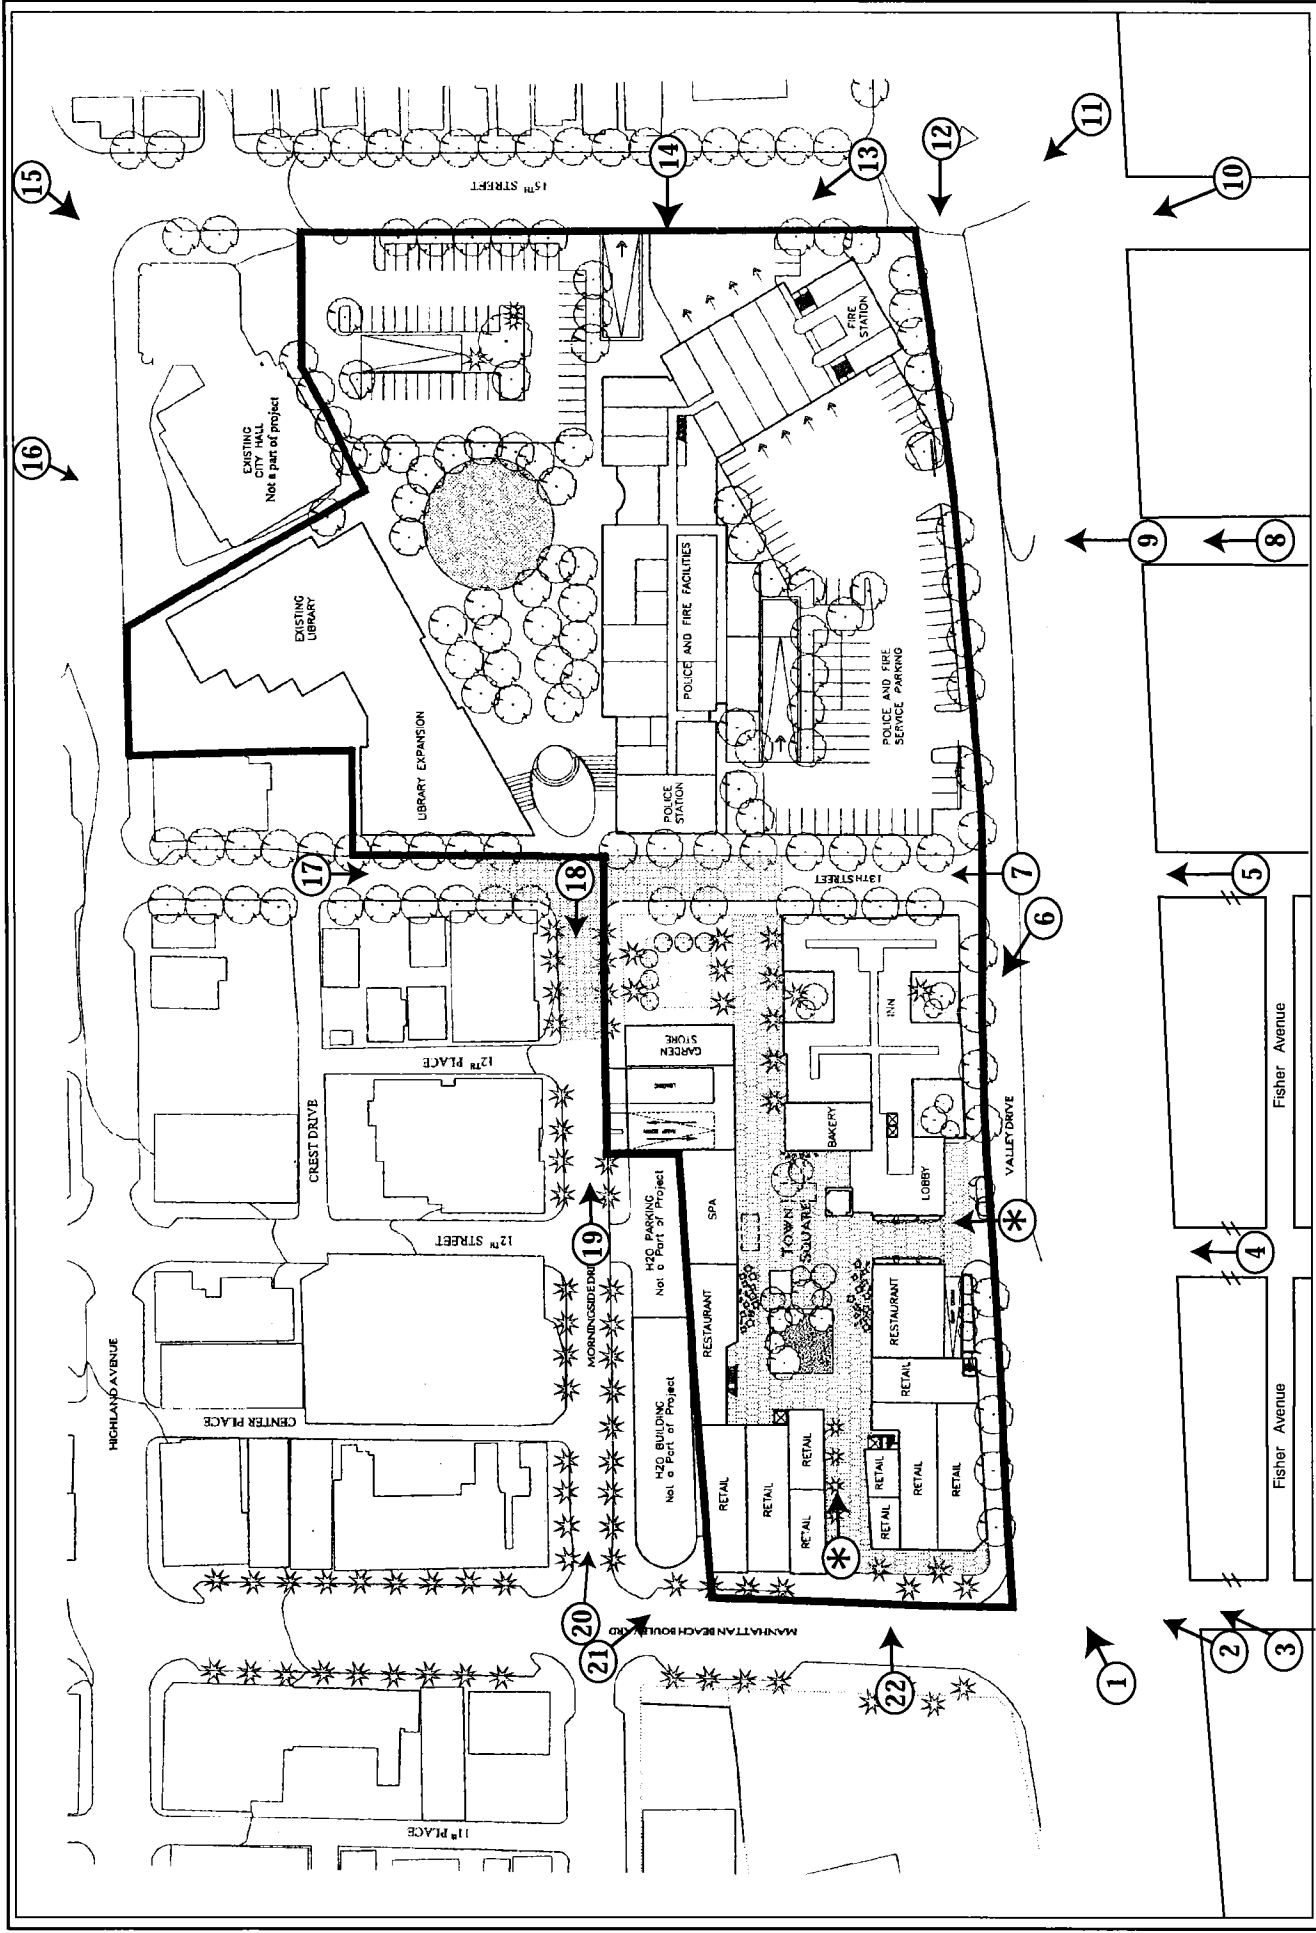 15
16
17
18
19
20
21
22
14
13
12
11
10
9
8
7
6
5
4
3
2
1
*
*
15TH STREET
EXISTING
CITY HALL
Not a part of project
EXISTING
LIBRARY
LIBRARY EXPANSION
FIRE
STATION
POLICE AND FIRE FACILITIES
POLICE AND FIRE
SERVICE PARKING
POLICE
STATION
13TH STREET
HIGHLAND AVENUE
CREST DRIVE
12TH PLACE
12TH STREET
CENTER PLACE
11th PLACE
GARDEN
STORE
LOADING
H2O PARKING
Not a Part of Project
H2O BUILDING
Not a Part of Project
SPA
RESTAURANT
RETAIL
RETAIL
RETAIL
RETAIL
TOWN
SQUARE
BAKERY
INN
LOBBY
RESTAURANT
RETAIL
RETAIL
RETAIL
RETAIL
RETAIL
VALLEY DRIVE
MANHATTAN BEACH BOUL
ARD
MORNINGSIDE DRI
Fisher Avenue
Fisher Avenue